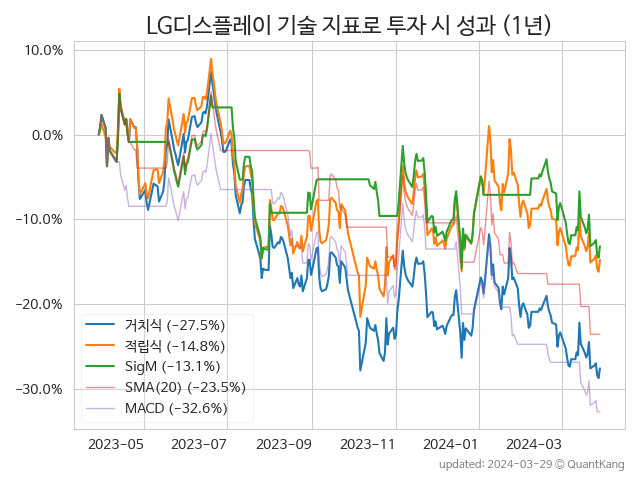 LG디스플레이 기술 지표로 투자 시 성과 (1년)
10.0%
0.0%
−10.0%
−20.0%
−30.0%
거치식 (−27.5%)
적립식 (−14.8%)
SigM (−13.1%)
SMA(20) (−23.5%)
MACD (−32.6%)
2023-05
2023-07
2023-09
2023-11
2024-01
2024-03
updated: 2024-03-29 © QuantKang